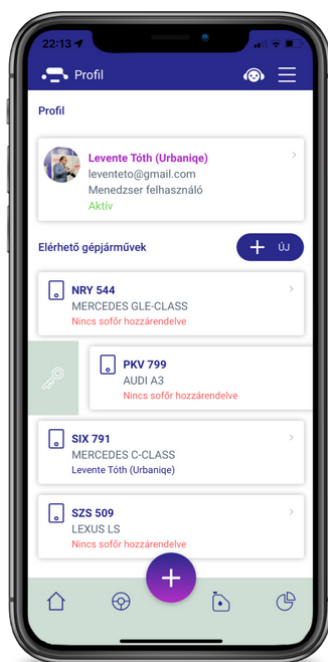 22:13
Profil
Profil
Levente Tóth (Urbaniqe)
leventeto@gmail.com
Menedzser felhasználó
Aktív
Elérhető gépjárművek
+ ÚJ
NRY 544
MERCEDES GLE-CLASS
Nincs sofőr hozzárendelve
PKV 799
AUDI A3
Nincs sofőr hozzárendelve
SIX 791
MERCEDES C-CLASS
Levente Tóth (Urbaniqe)
SZS 509
LEXUS LS
Nincs sofőr hozzárendelve